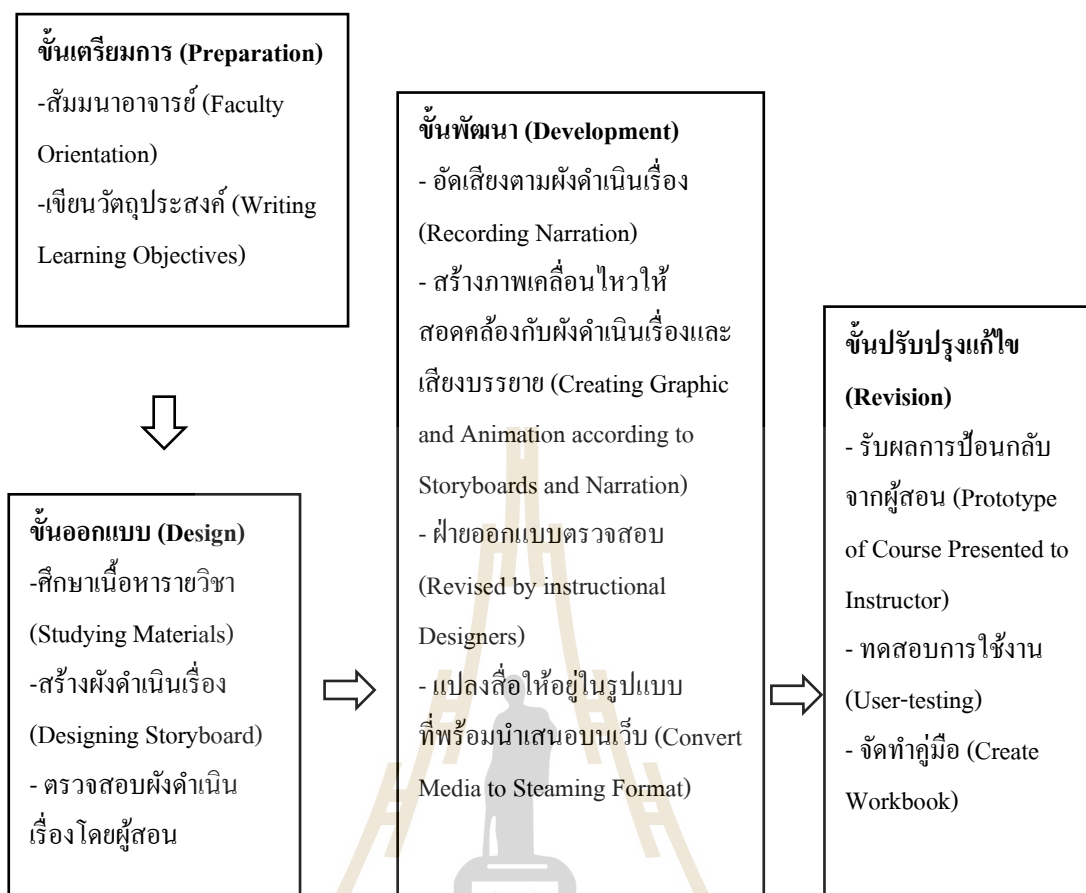 ขั้นเตรียมการ (Preparation)
-สัมมนาอาจารย์ (Faculty
Orientation)
-เขียนวัตถุประสงค์ (Writing
Learning Objectives)
ขั้นออกแบบ (Design)
-ศึกษาเนื้อหารายวิชา
(Studying Materials)
-สร้างผังดำเนินเรื่อง
(Designing Storyboard)
- ตรวจสอบผังดำเนิน
เรื่องโดยผู้สอน
ขั้นพัฒนา (Development)
- อัดเสียงตามผังดำเนินเรื่อง
(Recording Narration)
- สร้างภาพเคลื่อนไหวให้
สอดคล้องกับผังดำเนินเรื่องและ
เสียงบรรยาย (Creating Graphic
and Animation according to
Storyboards and Narration)
- ฝ่ายออกแบบตรวจสอบ
(Revised by instructional
Designers)
- แปลงสื่อให้อยู่ในรูปแบบ
ที่พร้อมนำเสนอบนเว็บ (Convert
Media to Steaming Format)
ขั้นปรับปรุงแก้ไข
(Revision)
- รับผลการป้อนกลับ
จากผู้สอน (Prototype
of Course Presented to
Instructor)
- ทดสอบการใช้งาน
(User-testing)
- จัดทำคู่มือ (Create
Workbook)